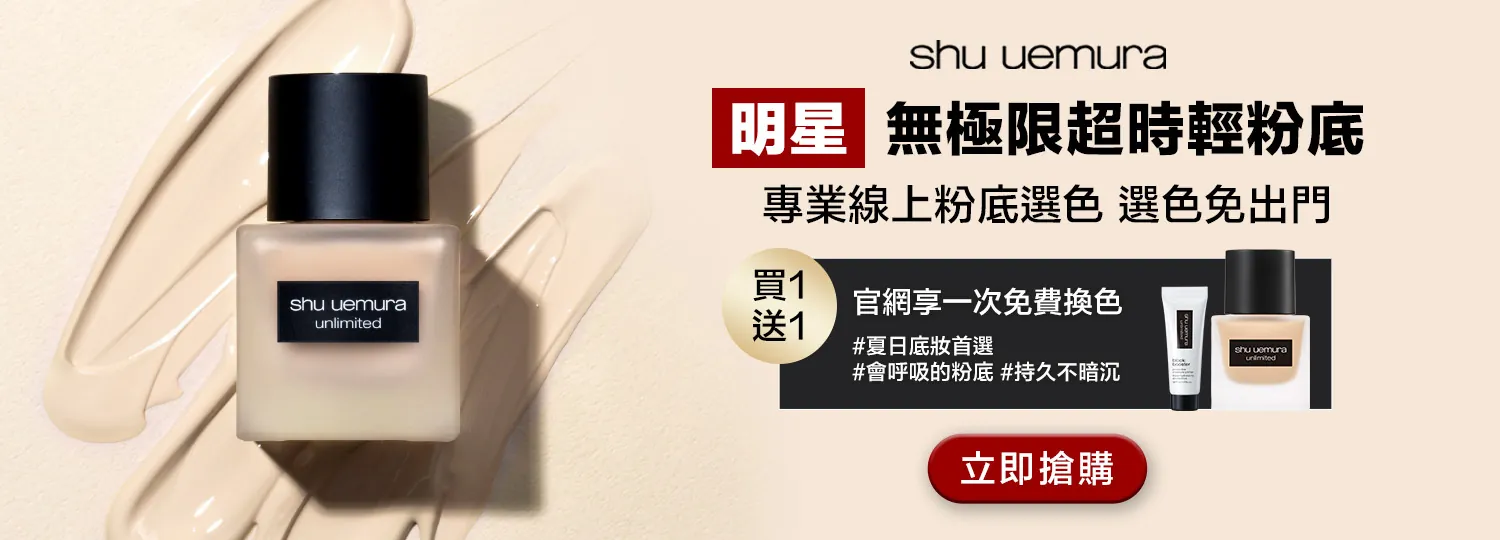 shu uemura
明星 無極限超時輕粉底
專業線上粉底選色 選色免出門
買1
送1
官網享一次免費換色
#夏日底妝首選
#會呼吸的粉底 #持久不暗沉
立即搶購
shu uemura
unlimited
shu uemura
shu uemura
unlimited